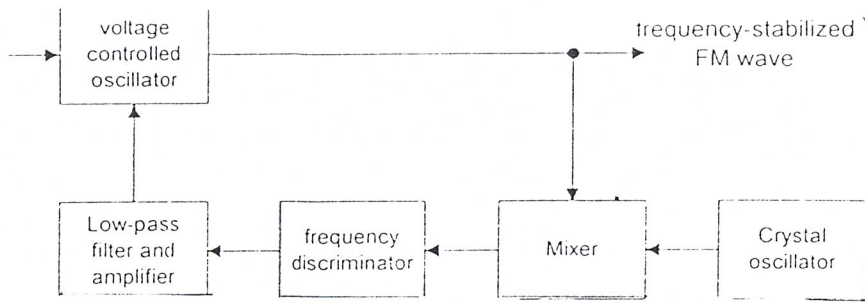 voltage
controlled
oscillator
frequency-stabilized
FM wave
Low-pass
filter and
amplifier
frequency
discriminator
Mixer
Crystal
oscillator